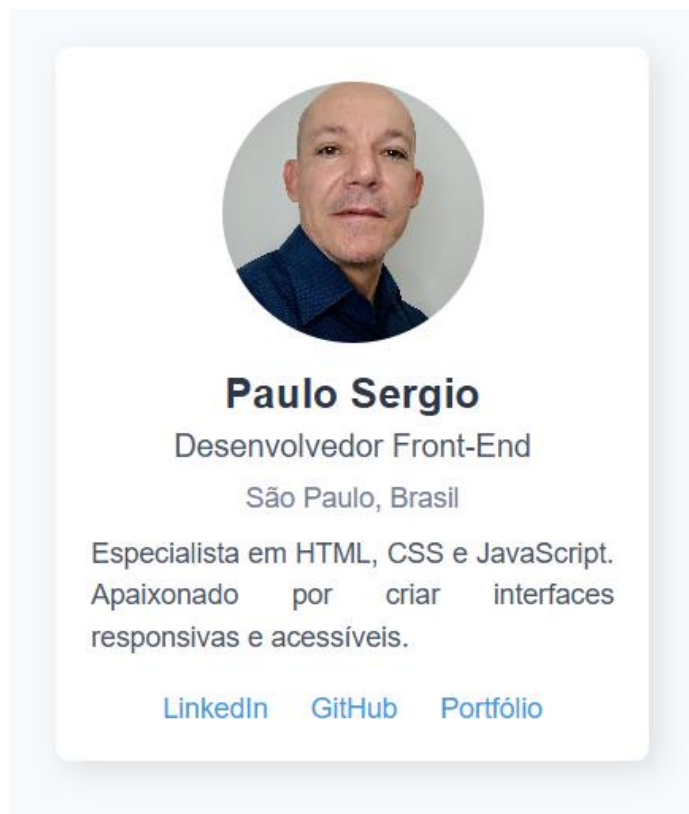 Paulo Sergio
Desenvolvedor Front-End
São Paulo, Brasil
Especialista em HTML, CSS e JavaScript.
Apaixonado por criar interfaces
responsivas e acessíveis.
LinkedIn GitHub Portfólio